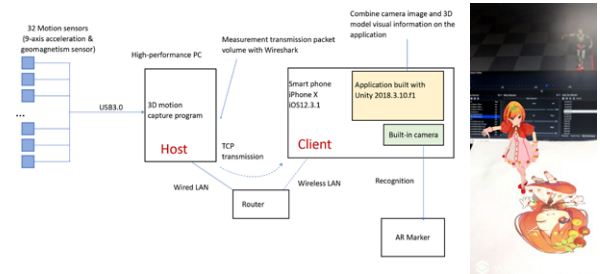 32 Motion sensors
(9-axis acceleration &
geomagnetism sensor)
...
USB3.0
High-performance PC
3D motion
capture program
Host
Measurement transmission packet
volume with Wireshark
TCP
transmission
Wired LAN
Router
Wireless LAN
Combine camera image and 3D
model visual information on the
application
Smart phone
iPhone X
iOS12.3.1
Client
Application built with
Unity 2018.3.10.f1
Built-in camera
Recognition
AR Marker